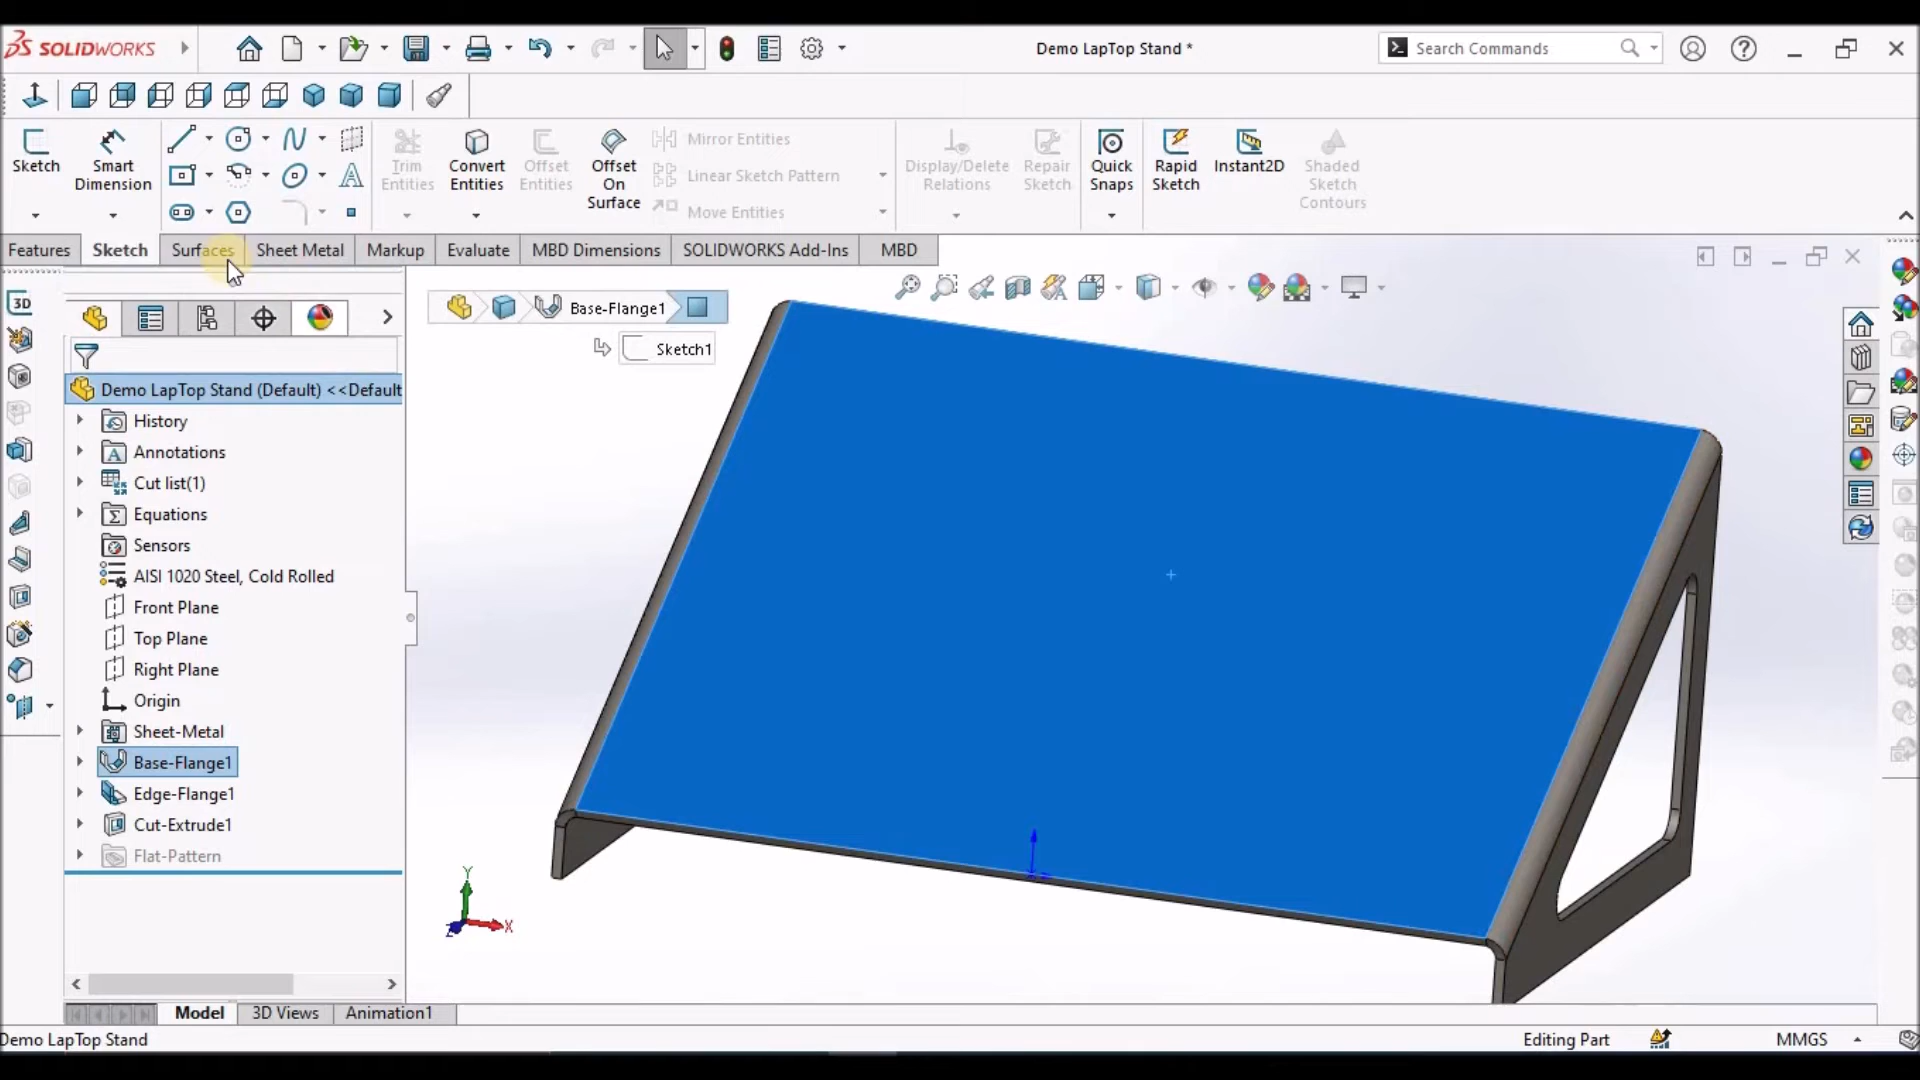 SOLIDWORKS
Demo LapTop Stand *
Search Commands
Sketch
Smart Dimension
Trim Entities
Convert Entities
Offset Entities
Offset On Surface
Mirror Entities
Linear Sketch Pattern
Move Entities
Display/Delete Relations
Repair Sketch
Quick Snaps
Rapid Sketch
Instant2D
Shaded Sketch Contours
Features
Sketch
Surfaces
Sheet Metal
Markup
Evaluate
MBD Dimensions
SOLIDWORKS Add-Ins
MBD
3D
Base-Flange1
Sketch1
Demo LapTop Stand (Default) <<Default
History
Annotations
Cut list(1)
Equations
Sensors
AISI 1020 Steel, Cold Rolled
Front Plane
Top Plane
Right Plane
Origin
Sheet-Metal
Base-Flange1
Edge-Flange1
Cut-Extrude1
Flat-Pattern
Y
X
Z
Model
3D Views
Animation1
Demo LapTop Stand
Editing Part
MMGS